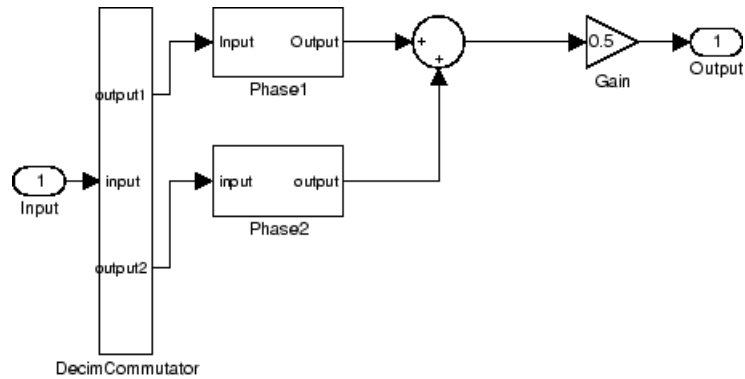 Input Output
Phase1
+
+
0.5
Gain
1
Output
output1
1
Input
input
input output
Phase2
output2
DecimCommutator